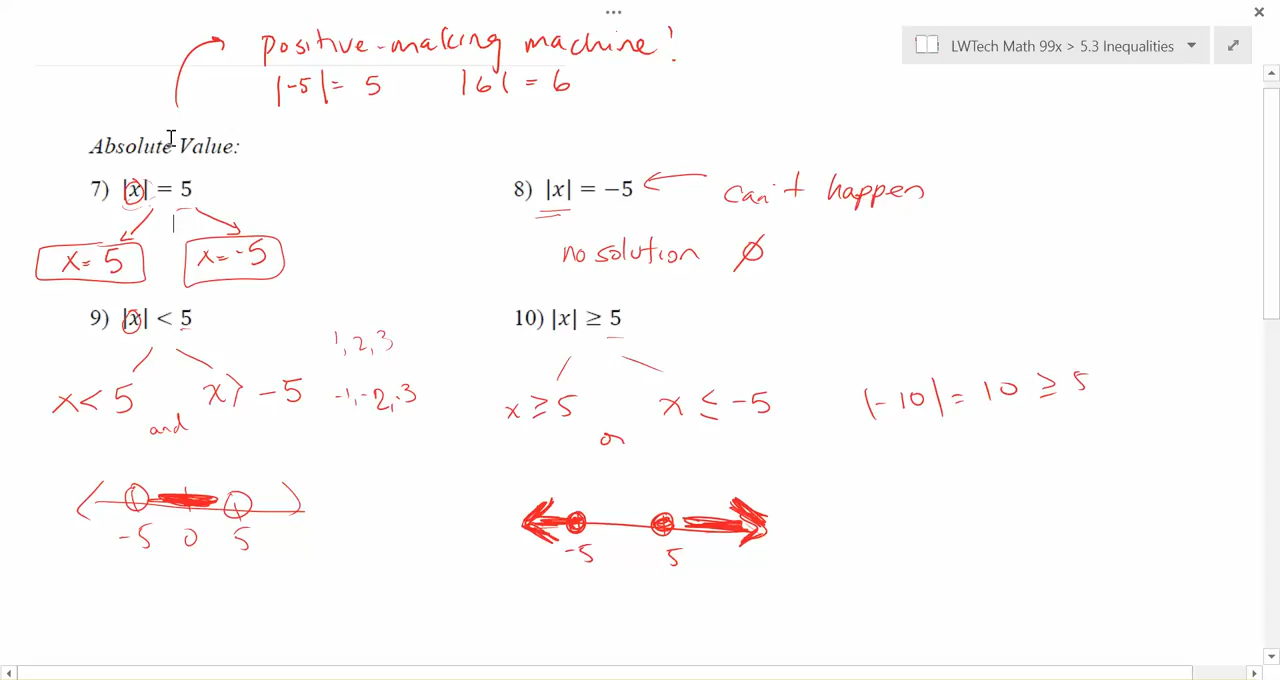 positive-making machine!
LWTech Math 99x > 5.3 Inequalities
|-5| = 5 |6| = 6
Absolute Value:
7) |x| = 5
8) |x| = −5
can't happen
x = 5 x = -5
no solution ∅
9) |x| < 5
10) |x| ≥ 5
1, 2, 3
x < 5 x > -5 -1, -2, -3
and
x ≥ 5 x ≤ -5
or
|-10| = 10 ≥ 5
-5 0 5
-5 5